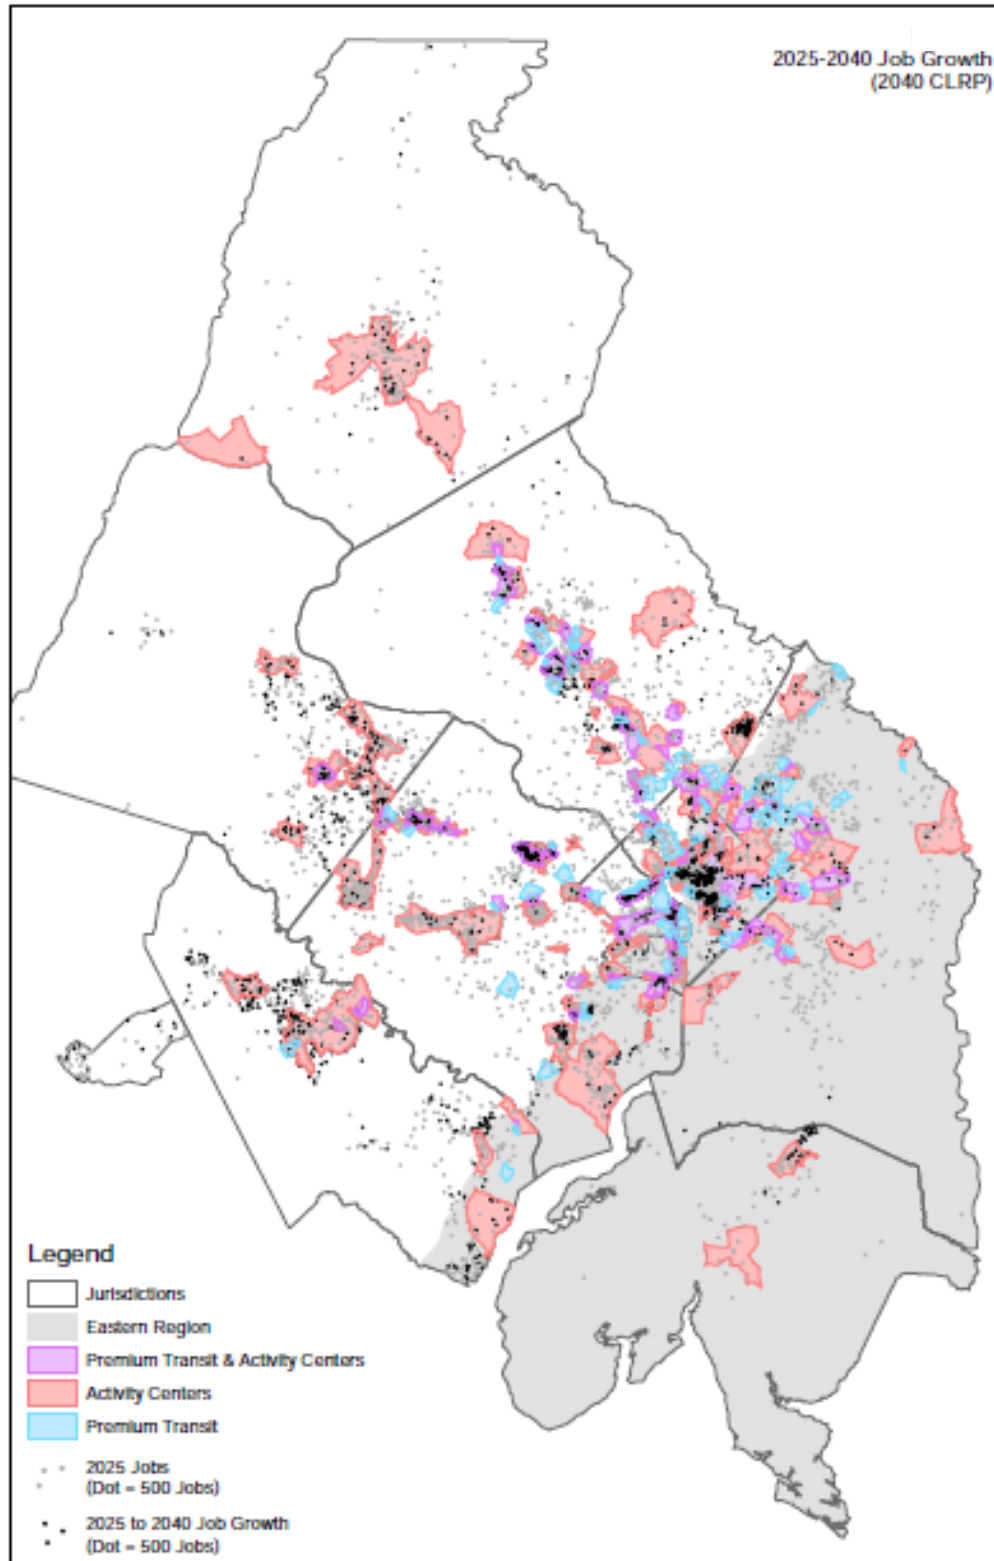 2025-2040 Job Growth
(2040 CLRP)
Legend
Jurisdictions
Eastern Region
Premium Transit & Activity Centers
Activity Centers
Premium Transit
2025 Jobs
(Dot = 500 Jobs)
2025 to 2040 Job Growth
(Dot = 500 Jobs)